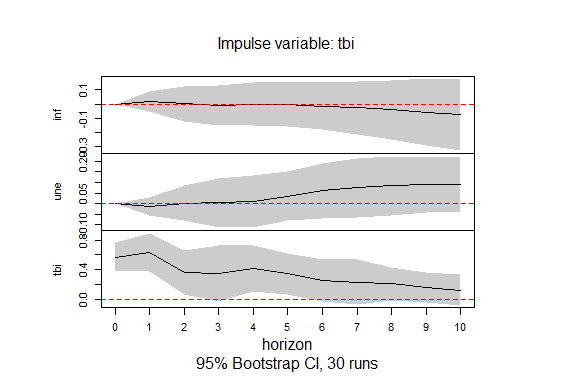 Impulse variable: tbi
inf
0.1
-0.1
0.3
une
0.20
0.05
0.10
tbi
0.80
0.4
0.0
0 1 2 3 4 5 6 7 8 9 10
horizon
95% Bootstrap CI, 30 runs